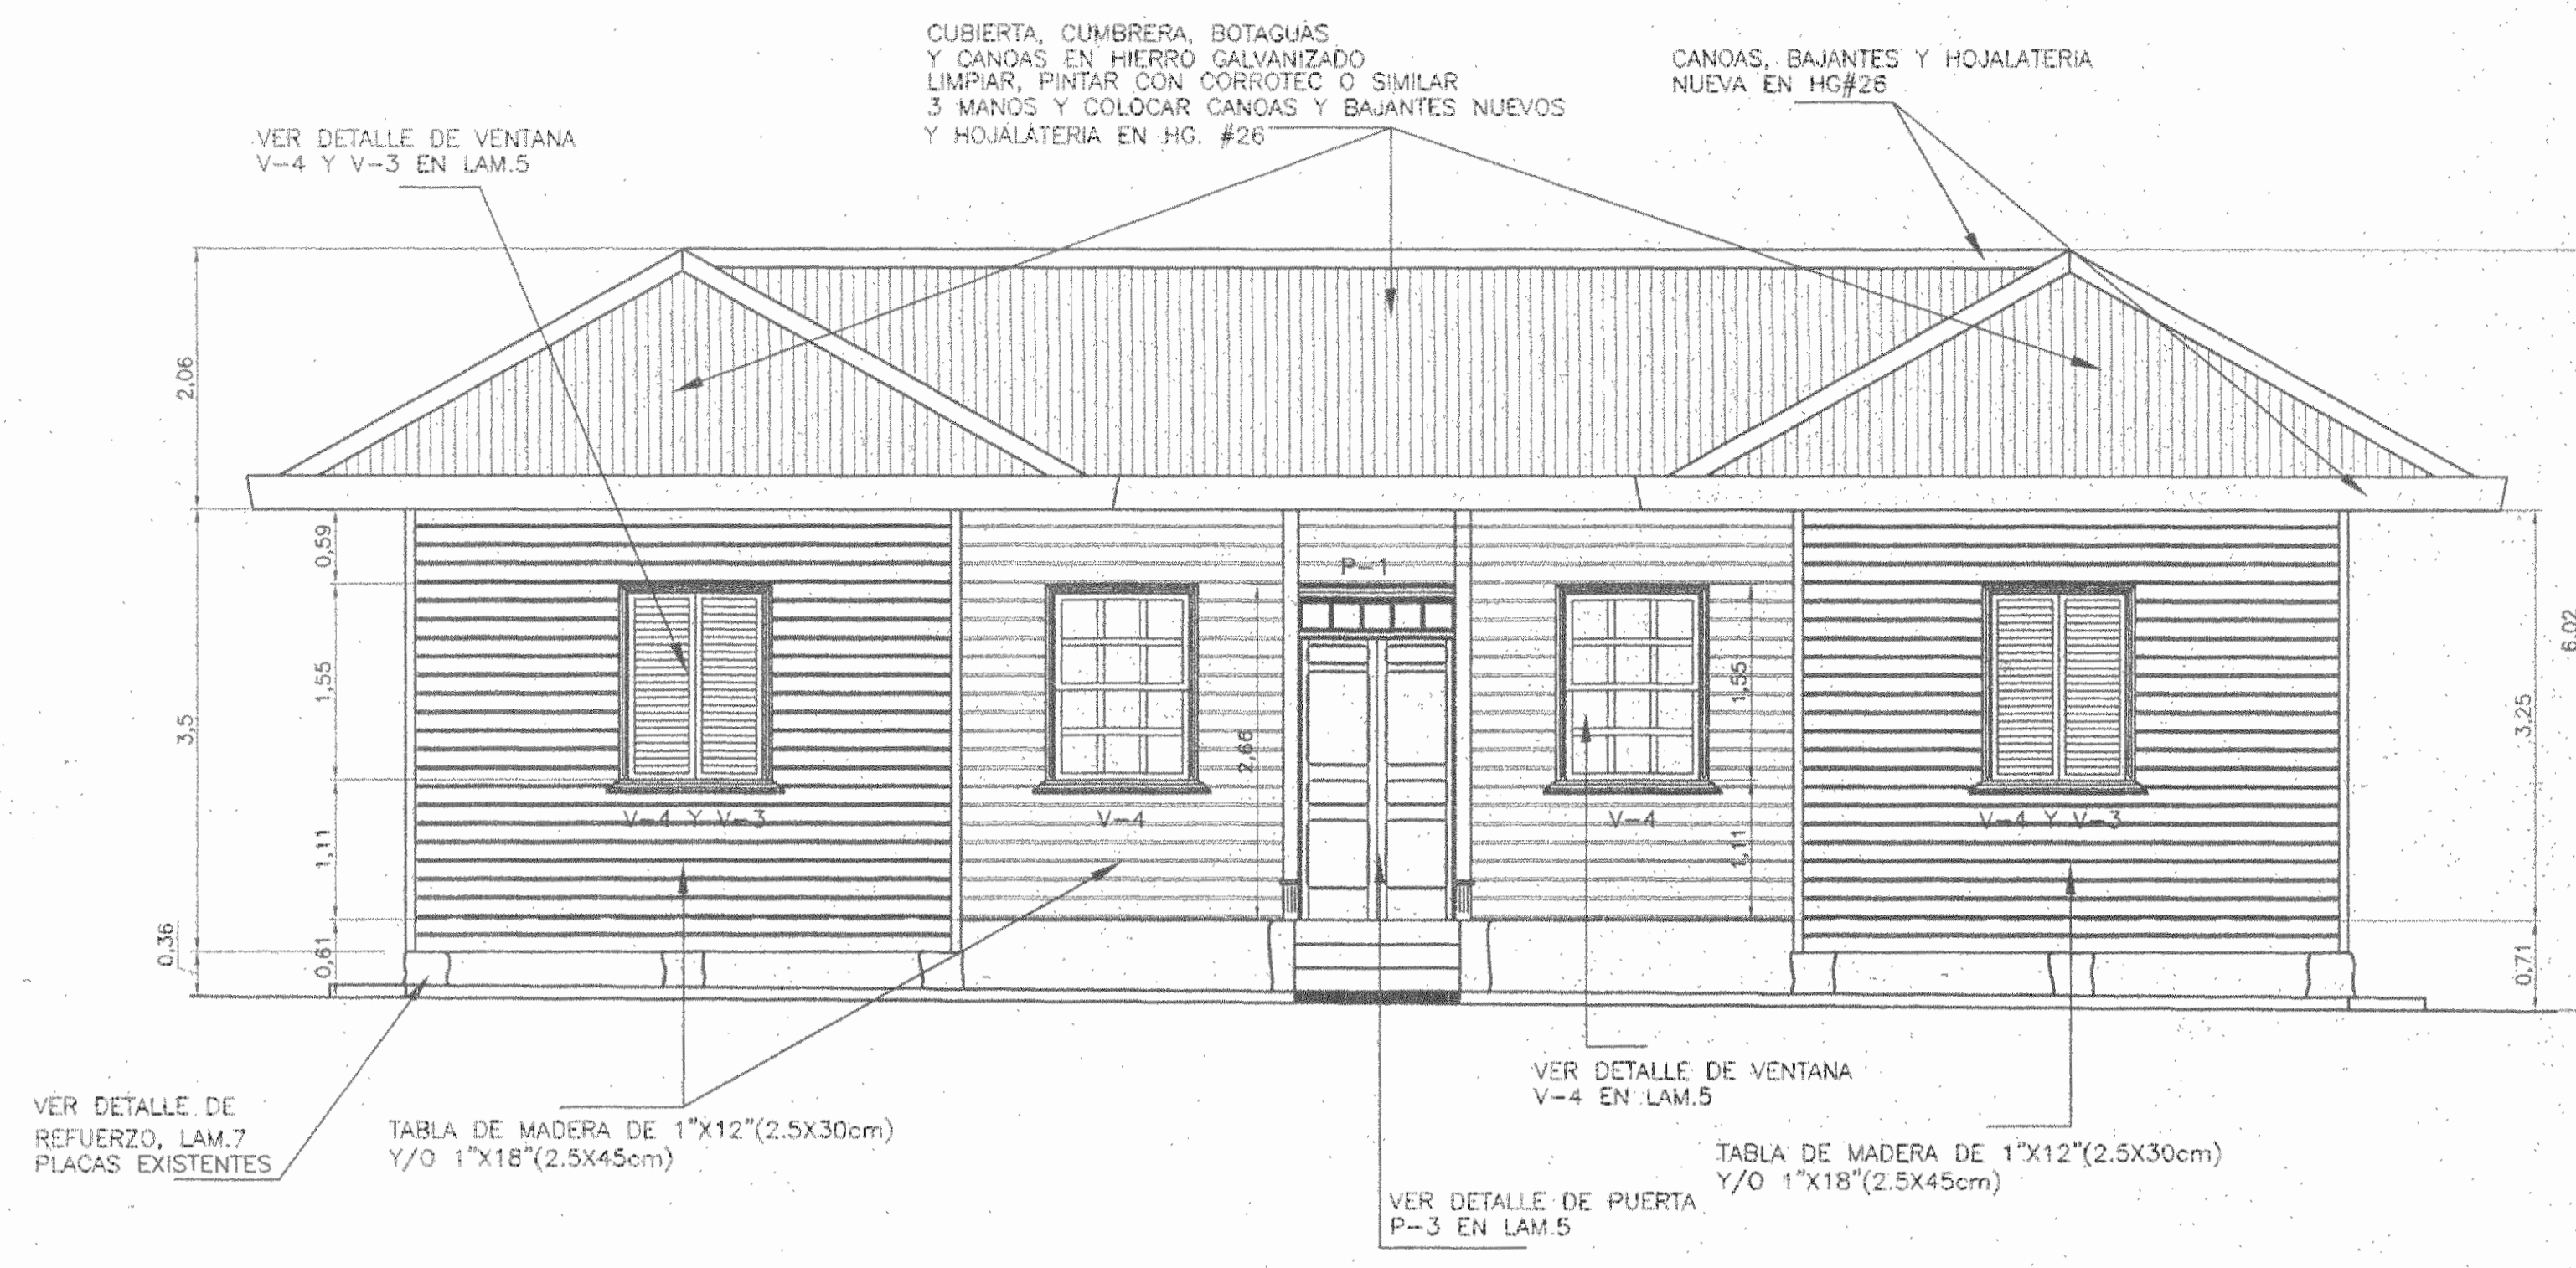 CUBIERTA, CUMBRERA, BOTAGUAS
Y CANOAS EN HIERRO GALVANIZADO
LIMPIAR, PINTAR CON CORROTEC O SIMILAR
3 MANOS Y COLOCAR CANOAS Y BAJANTES NUEVOS
Y HOJALATERIA EN HG. #26
CANOAS, BAJANTES Y HOJALATERIA
NUEVA EN HG#26
VER DETALLE DE VENTANA
V-4 Y V-3 EN LAM.5
2,06
3,5
0,36
0,59
1,55
1,11
0,61
P-1
2,66
1,55
1,11
6,02
3,25
0,71
V-4 Y V-3
V-4
V-4
V-4 Y V-3
VER DETALLE DE
REFUERZO, LAM.7
PLACAS EXISTENTES
TABLA DE MADERA DE 1"X12"(2.5X30cm)
Y/O 1"X18"(2.5X45cm)
VER DETALLE DE VENTANA
V-4 EN LAM.5
TABLA DE MADERA DE 1"X12"(2.5X30cm)
Y/O 1"X18"(2.5X45cm)
VER DETALLE DE PUERTA
P-3 EN LAM.5